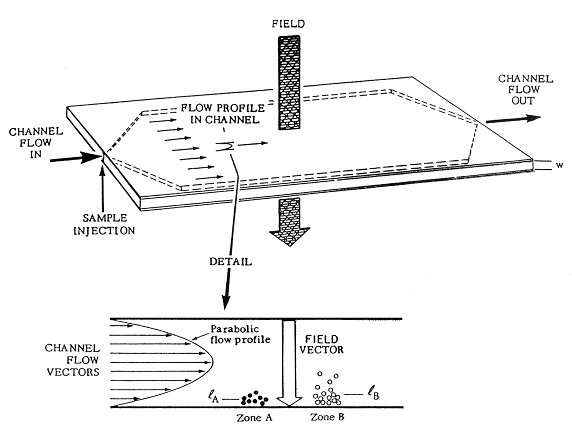 FIELD
CHANNEL
FLOW
OUT
FLOW PROFILE
IN CHANNEL
CHANNEL
FLOW
IN
w
SAMPLE
INJECTION
DETAIL
Parabolic
flow profile
FIELD
VECTOR
CHANNEL
FLOW
VECTORS
ℓA
ℓB
Zone A
Zone B